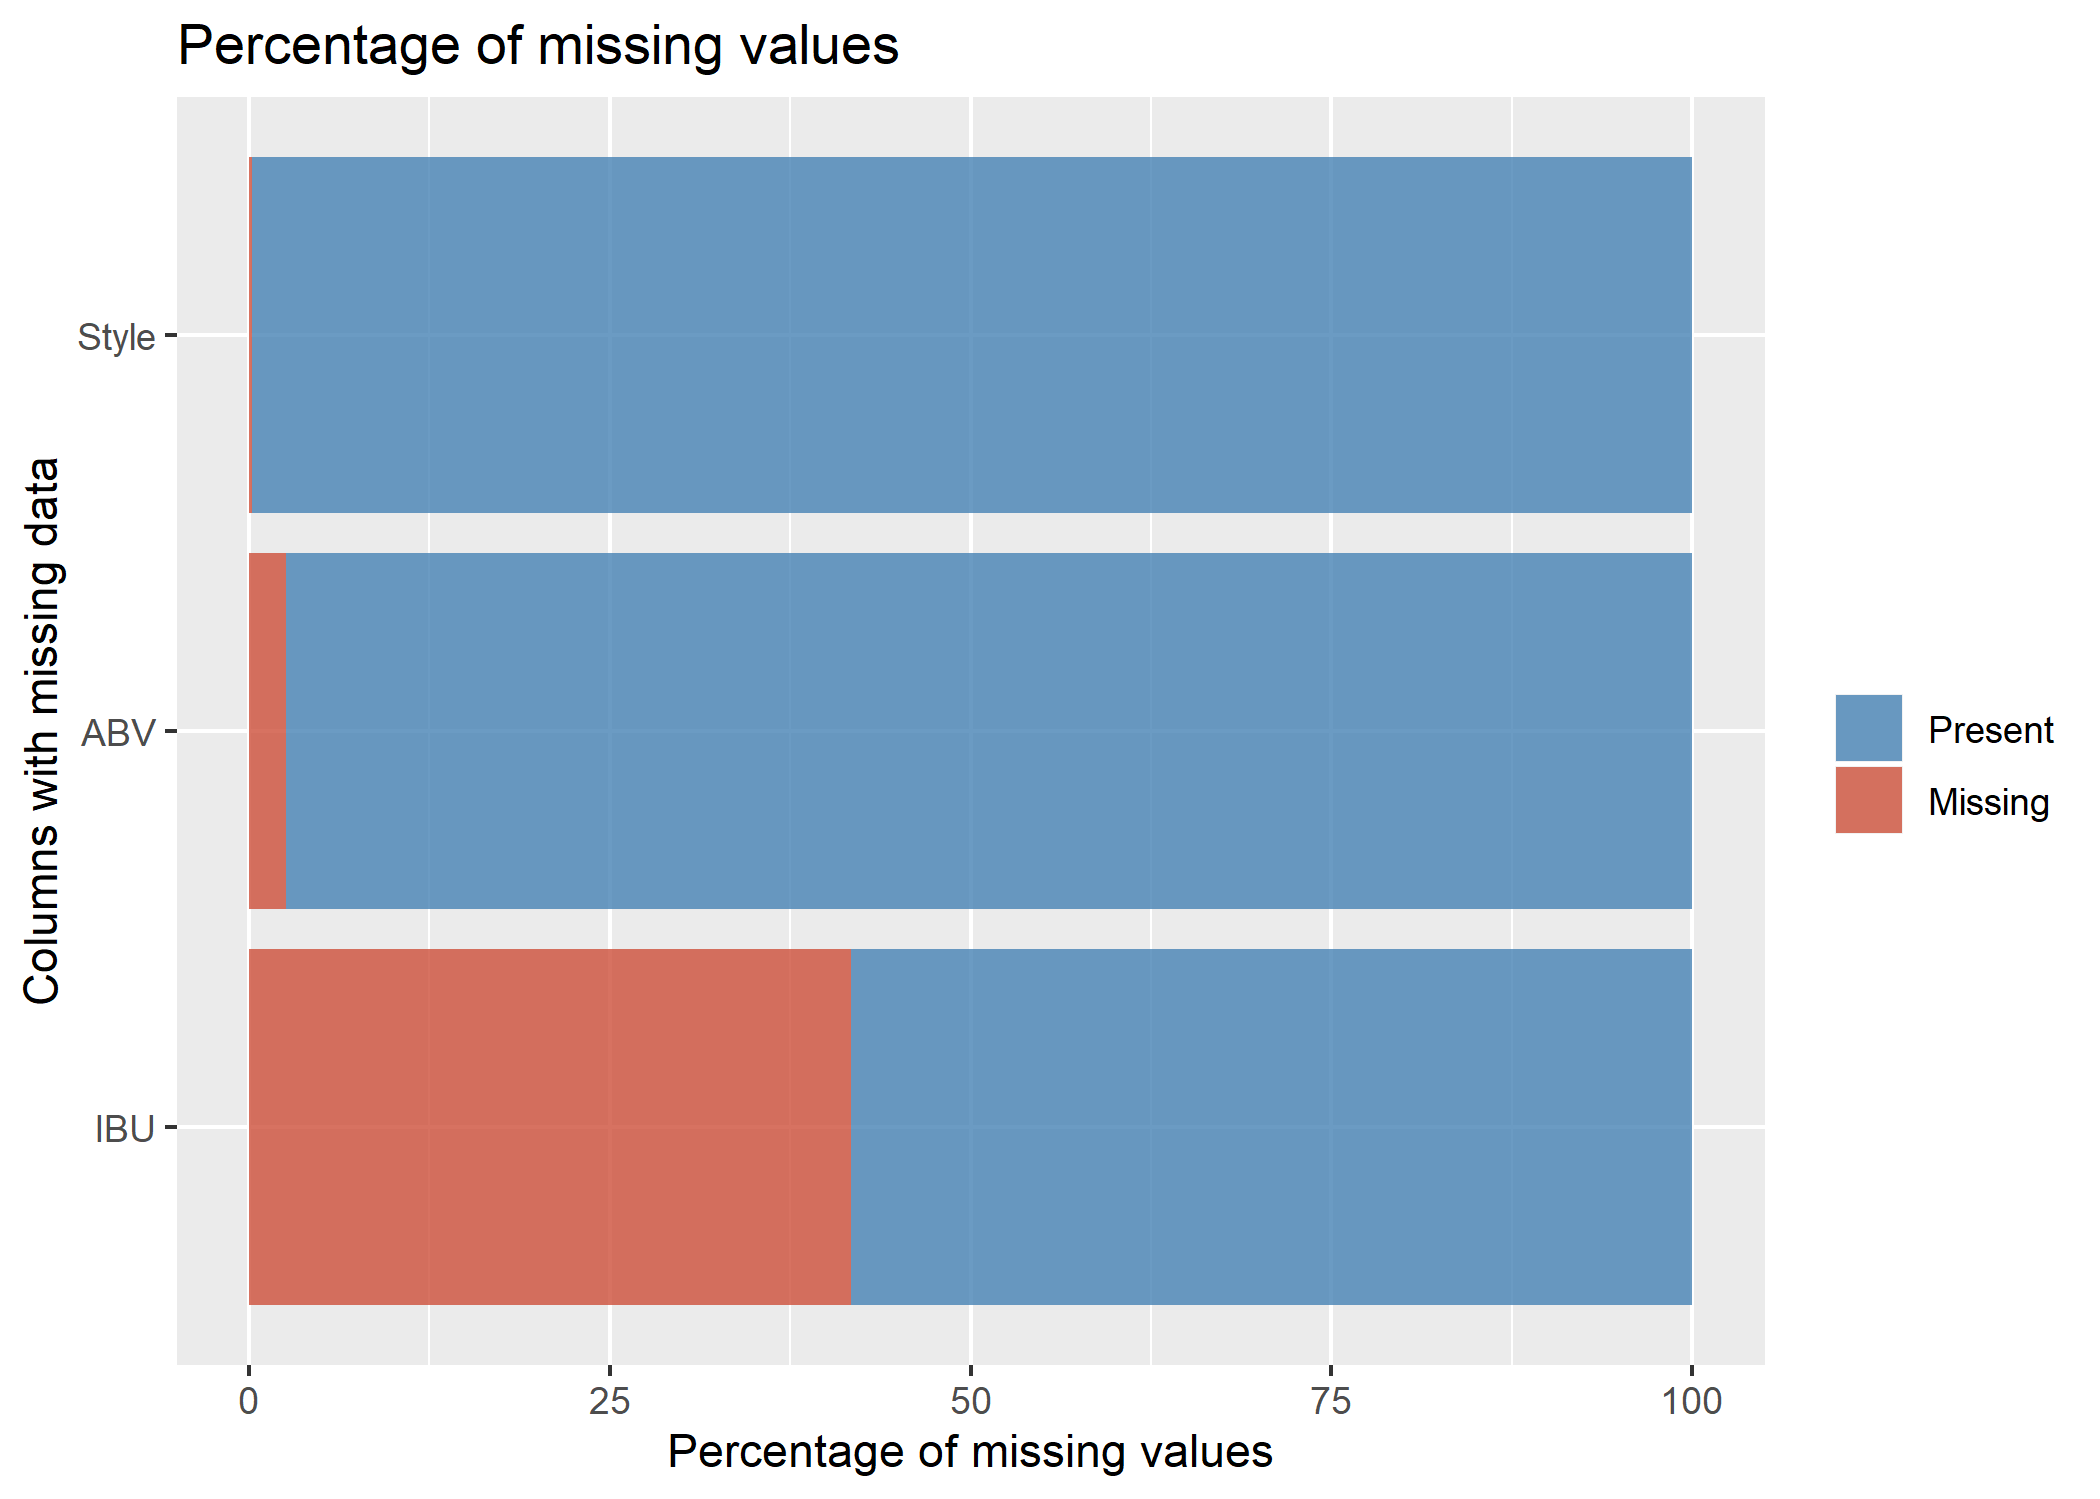 Percentage of missing values
Columns with missing data
Style
ABV
IBU
0 25 50 75 100
Percentage of missing values
Present
Missing